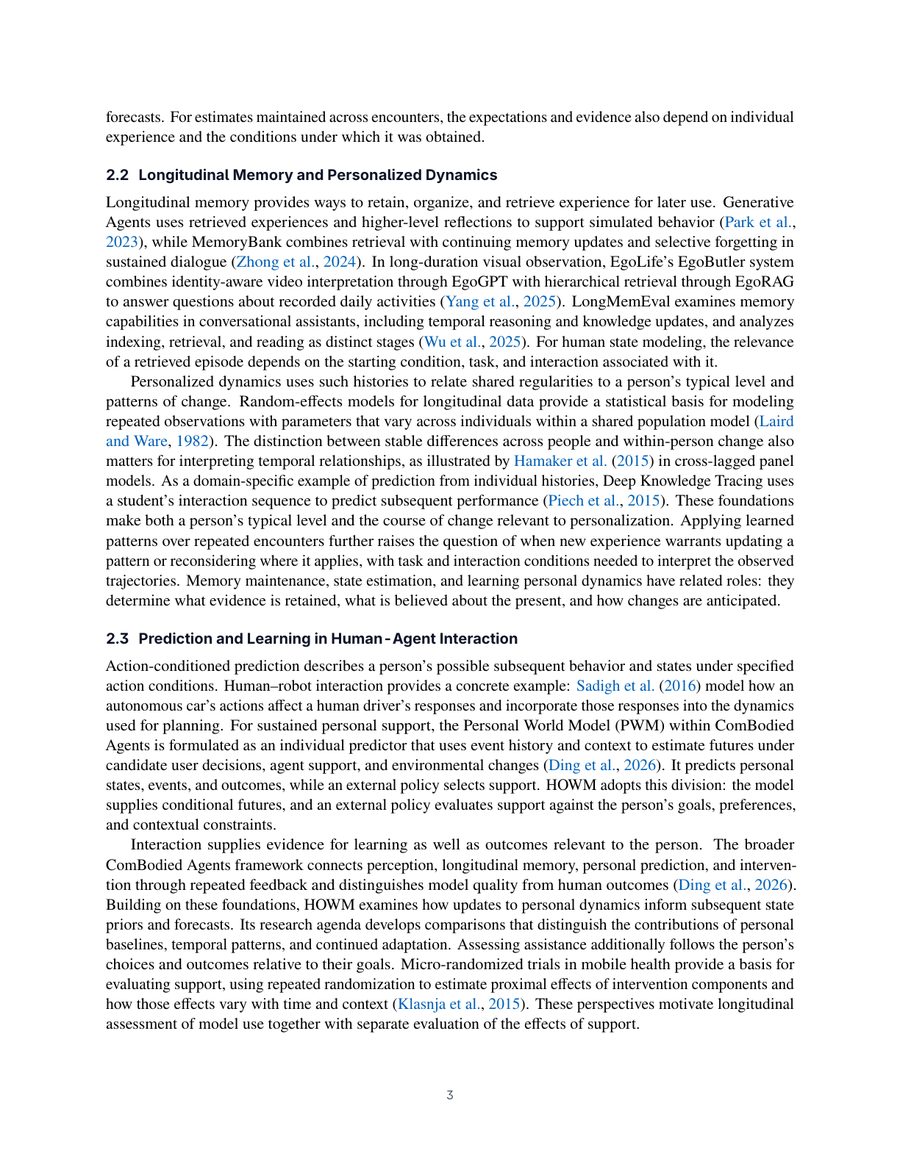 forecasts. For estimates maintained across encounters, the expectations and evidence also depend on individual
experience and the conditions under which it was obtained.
2.2 Longitudinal Memory and Personalized Dynamics
Longitudinal memory provides ways to retain, organize, and retrieve experience for later use. Generative
Agents uses retrieved experiences and higher-level reflections to support simulated behavior (Park et al.,
2023), while MemoryBank combines retrieval with continuing memory updates and selective forgetting in
sustained dialogue (Zhong et al., 2024). In long-duration visual observation, EgoLife's EgoButler system
combines identity-aware video interpretation through EgoGPT with hierarchical retrieval through EgoRAG
to answer questions about recorded daily activities (Yang et al., 2025). LongMemEval examines memory
capabilities in conversational assistants, including temporal reasoning and knowledge updates, and analyzes
indexing, retrieval, and reading as distinct stages (Wu et al., 2025). For human state modeling, the relevance
of a retrieved episode depends on the starting condition, task, and interaction associated with it.
Personalized dynamics uses such histories to relate shared regularities to a person's typical level and
patterns of change. Random-effects models for longitudinal data provide a statistical basis for modeling
repeated observations with parameters that vary across individuals within a shared population model (Laird
and Ware, 1982). The distinction between stable differences across people and within-person change also
matters for interpreting temporal relationships, as illustrated by Hamaker et al. (2015) in cross-lagged panel
models. As a domain-specific example of prediction from individual histories, Deep Knowledge Tracing uses
a student's interaction sequence to predict subsequent performance (Piech et al., 2015). These foundations
make both a person's typical level and the course of change relevant to personalization. Applying learned
patterns over repeated encounters further raises the question of when new experience warrants updating a
pattern or reconsidering where it applies, with task and interaction conditions needed to interpret the observed
trajectories. Memory maintenance, state estimation, and learning personal dynamics have related roles: they
determine what evidence is retained, what is believed about the present, and how changes are anticipated.
2.3 Prediction and Learning in Human-Agent Interaction
Action-conditioned prediction describes a person's possible subsequent behavior and states under specified
action conditions. Human–robot interaction provides a concrete example: Sadigh et al. (2016) model how an
autonomous car's actions affect a human driver's responses and incorporate those responses into the dynamics
used for planning. For sustained personal support, the Personal World Model (PWM) within ComBodied
Agents is formulated as an individual predictor that uses event history and context to estimate futures under
candidate user decisions, agent support, and environmental changes (Ding et al., 2026). It predicts personal
states, events, and outcomes, while an external policy selects support. HOWM adopts this division: the model
supplies conditional futures, and an external policy evaluates support against the person's goals, preferences,
and contextual constraints.
Interaction supplies evidence for learning as well as outcomes relevant to the person. The broader
ComBodied Agents framework connects perception, longitudinal memory, personal prediction, and interven-
tion through repeated feedback and distinguishes model quality from human outcomes (Ding et al., 2026).
Building on these foundations, HOWM examines how updates to personal dynamics inform subsequent state
priors and forecasts. Its research agenda develops comparisons that distinguish the contributions of personal
baselines, temporal patterns, and continued adaptation. Assessing assistance additionally follows the person's
choices and outcomes relative to their goals. Micro-randomized trials in mobile health provide a basis for
evaluating support, using repeated randomization to estimate proximal effects of intervention components and
how those effects vary with time and context (Klasnja et al., 2015). These perspectives motivate longitudinal
assessment of model use together with separate evaluation of the effects of support.
3